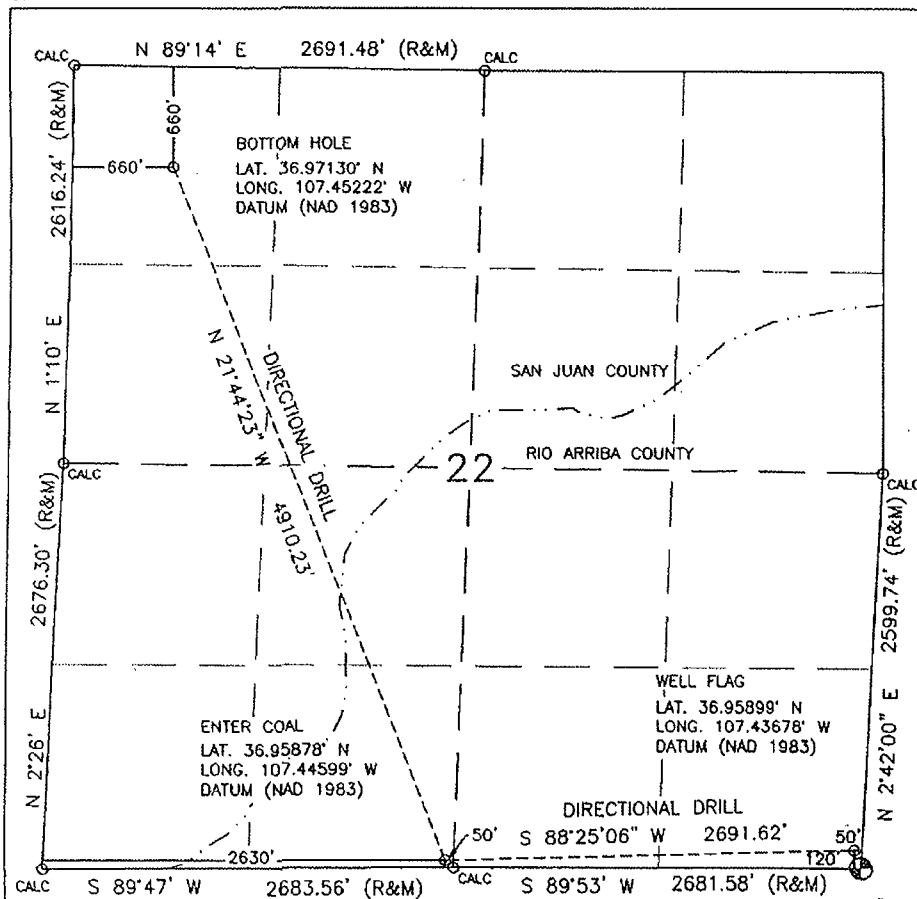 CALC N 89°14' E 2691.48' (R&M) CALC
2616.24' (R&M)
660'
660'
BOTTOM HOLE
LAT. 36.97130' N
LONG. 107.45222' W
DATUM (NAD 1983)
N 1°10' E
DIRECTIONAL DRILL
N 21°44'23" W
4910.23'
SAN JUAN COUNTY
RIO ARRIBA COUNTY
22
CALC
CALC
2676.30' (R&M)
2599.74' (R&M)
WELL FLAG
LAT. 36.95899' N
LONG. 107.43678' W
DATUM (NAD 1983)
ENTER COAL
LAT. 36.95878' N
LONG. 107.44599' W
DATUM (NAD 1983)
N 2°26' E
N 2°42'00" E
DIRECTIONAL DRILL
50' S 88°25'06" W 2691.62' 50'
2630'
120'
CALC S 89°47' W 2683.56' (R&M) CALC S 89°53' W 2681.58' (R&M)